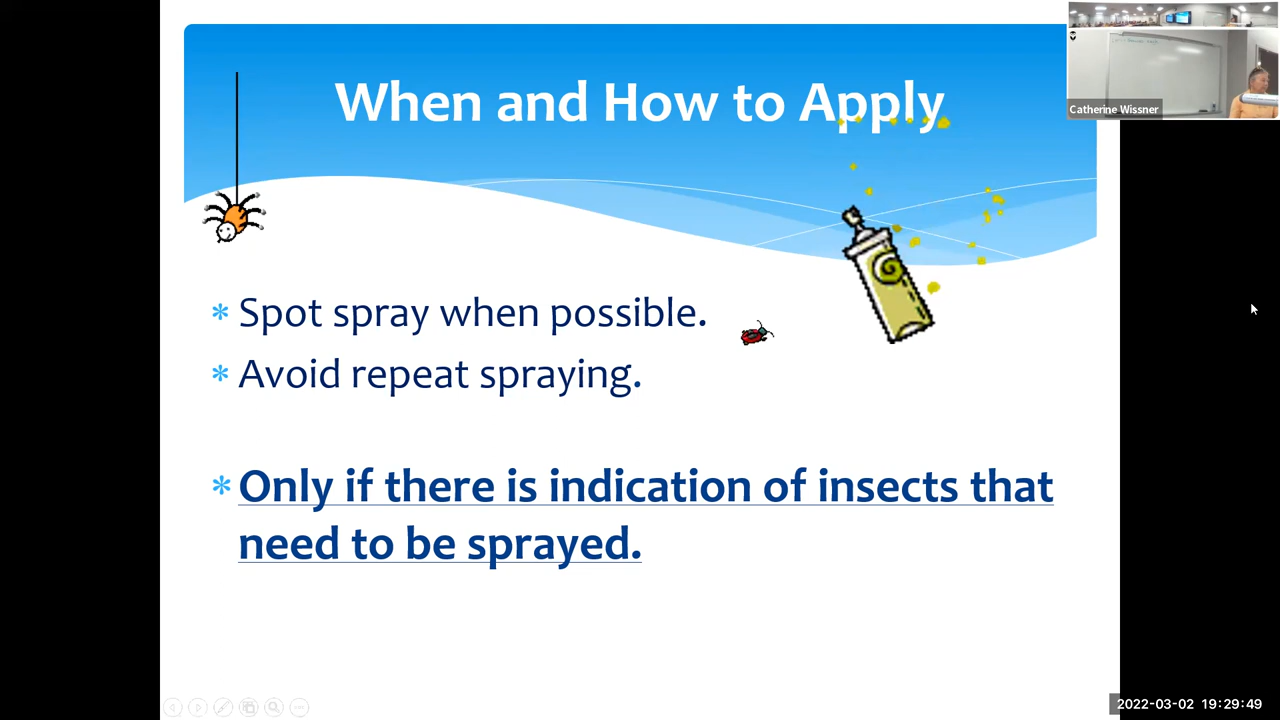 When and How to Apply
Catherine Wissner
* Spot spray when possible.
* Avoid repeat spraying.
* Only if there is indication of insects that
need to be sprayed.
2022-03-02 19:29:49